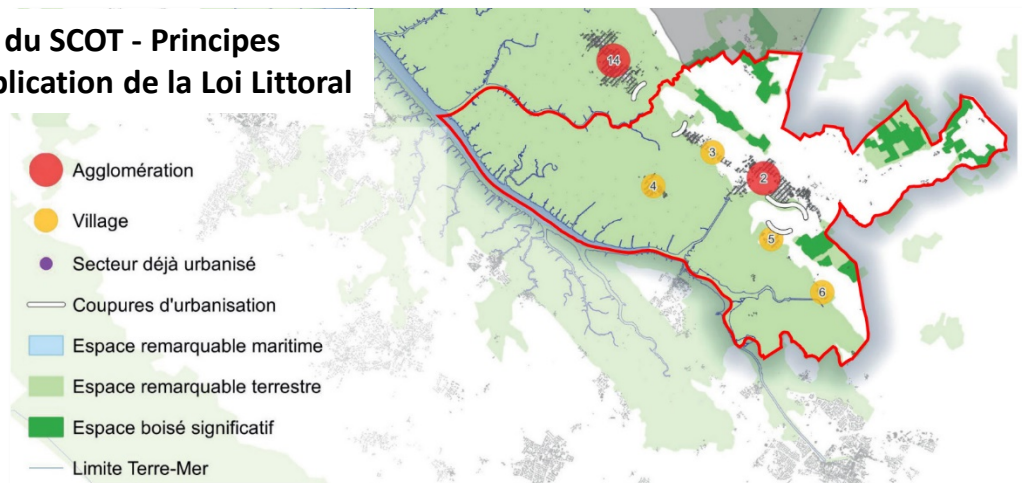 du SCOT - Principes
plication de la Loi Littoral
Agglomération
Village
Secteur déjà urbanisé
Coupures d'urbanisation
Espace remarquable maritime
Espace remarquable terrestre
Espace boisé significatif
Limite Terre-Mer
14
3
2
4
5
6